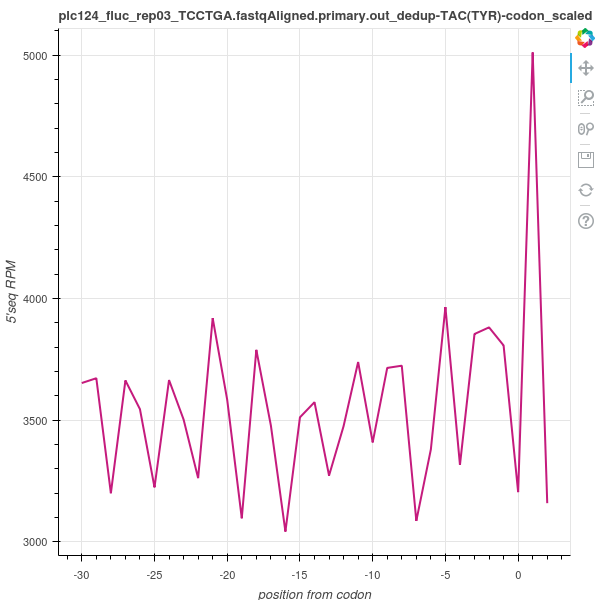 plc124_fluc_rep03_TCCTGA.fastqAligned.primary.out_dedup-TAC(TYR)-codon_scaled
5000
4500
4000
3500
3000
5'seq RPM
-30 -25 -20 -15 -10 -5 0
position from codon